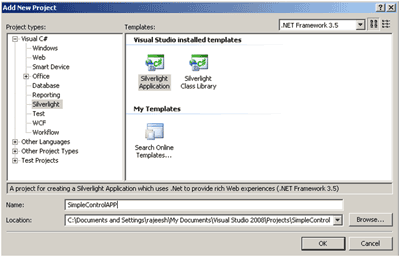 Add New Project
Project types:
Templates:
.NET Framework 3.5
Visual C#
Windows
Web
Smart Device
Office
Database
Reporting
Silverlight
Test
WCF
Workflow
Other Languages
Other Project Types
Test Projects
Visual Studio installed templates
Silverlight Application
Silverlight Class Library
My Templates
Search Online Templates...
A project for creating a Silverlight Application which uses .Net to provide rich Web experiences (.NET Framework 3.5)
Name:
SimpleControlAPP
Location:
C:\Documents and Settings\rajeesh\My Documents\Visual Studio 2008\Projects\SimpleControl
Browse...
OK
Cancel